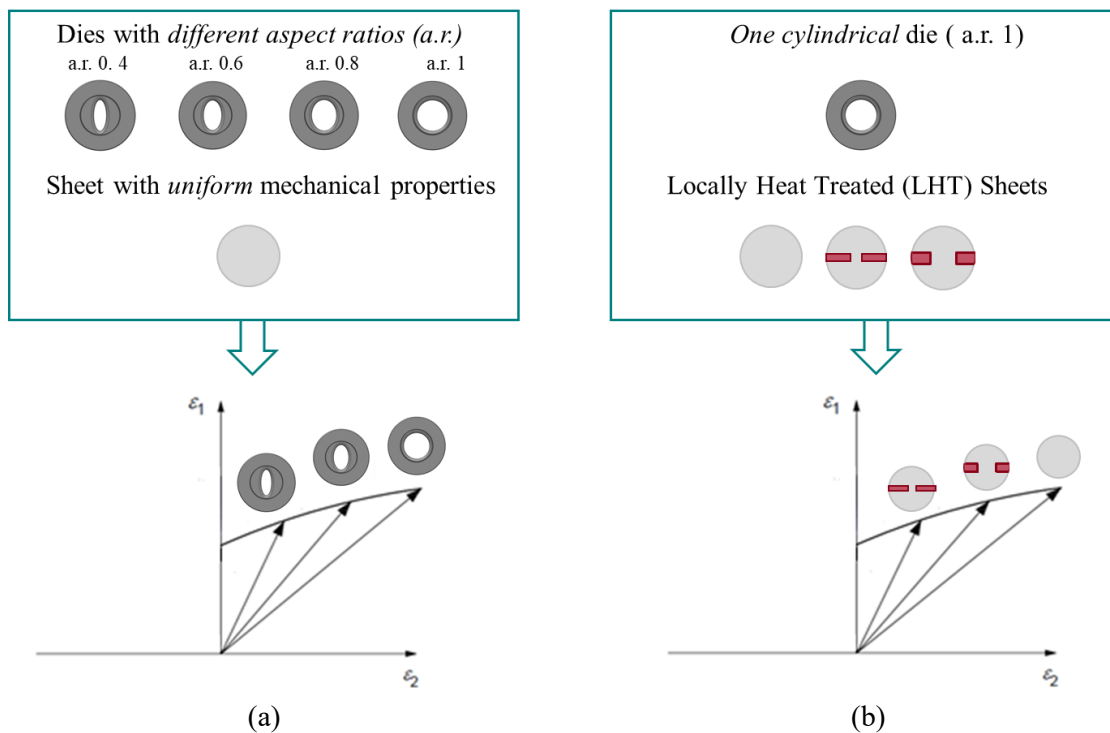 Dies with different aspect ratios (a.r.)
a.r. 0. 4 a.r. 0.6 a.r. 0.8 a.r. 1
Sheet with uniform mechanical properties
ε1
ε2
(a)
One cylindrical die ( a.r. 1)
Locally Heat Treated (LHT) Sheets
ε1
ε2
(b)